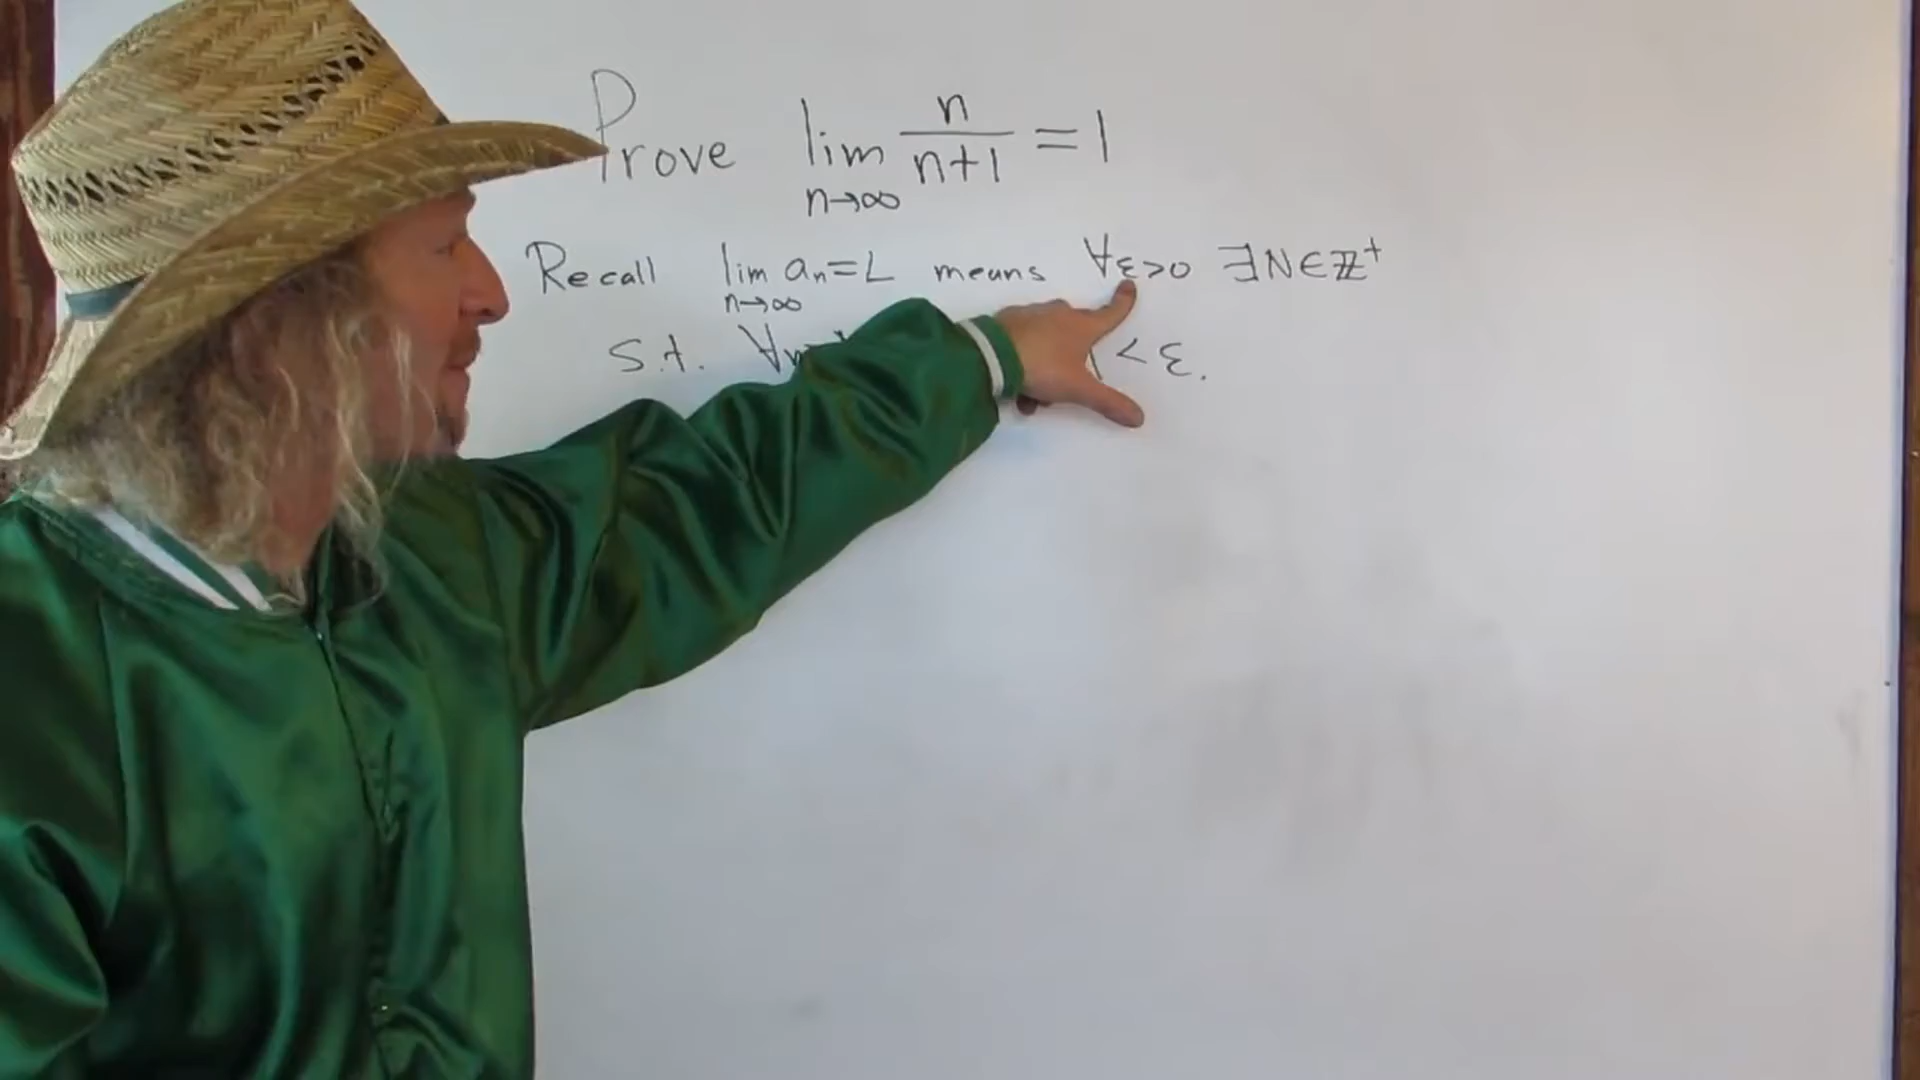 Prove lim n→∞ n/n+1 = 1
Recall lim n→∞ aₙ = L means ∀ε>0 ∃N∈ℤ⁺
s.t. ∀n < ε.